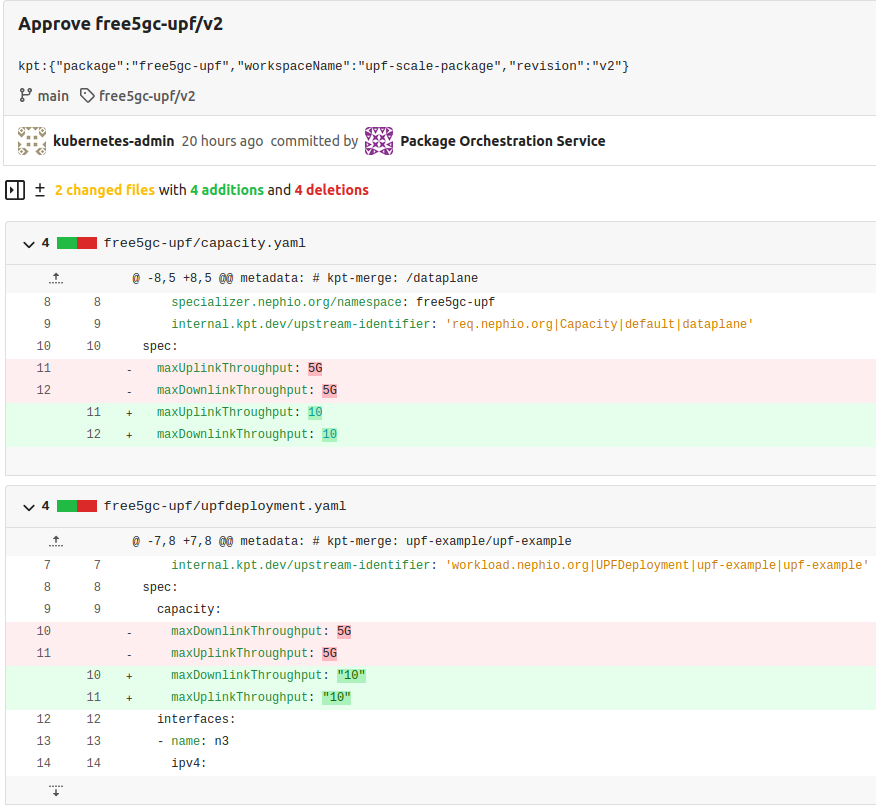 Approve free5gc-upf/v2
kpt:{"package":"free5gc-upf","workspaceName":"upf-scale-package","revision":"v2"}
main free5gc-upf/v2
kubernetes-admin 20 hours ago committed by Package Orchestration Service
± 2 changed files with 4 additions and 4 deletions
4 free5gc-upf/capacity.yaml
@ -8,5 +8,5 @@ metadata: # kpt-merge: /dataplane
8 8 specializer.nephio.org/namespace: free5gc-upf
9 9 internal.kpt.dev/upstream-identifier: 'req.nephio.org|Capacity|default|dataplane'
10 10 spec:
11 - maxUplinkThroughput: 5G
12 - maxDownlinkThroughput: 5G
11 + maxUplinkThroughput: 10
12 + maxDownlinkThroughput: 10
4 free5gc-upf/upfdeployment.yaml
@ -7,8 +7,8 @@ metadata: # kpt-merge: upf-example/upf-example
7 7 internal.kpt.dev/upstream-identifier: 'workload.nephio.org|UPFDeployment|upf-example|upf-example'
8 8 spec:
9 9 capacity:
10 - maxDownlinkThroughput: 5G
11 - maxUplinkThroughput: 5G
10 + maxDownlinkThroughput: "10"
11 + maxUplinkThroughput: "10"
12 12 interfaces:
13 13 - name: n3
14 14 ipv4: